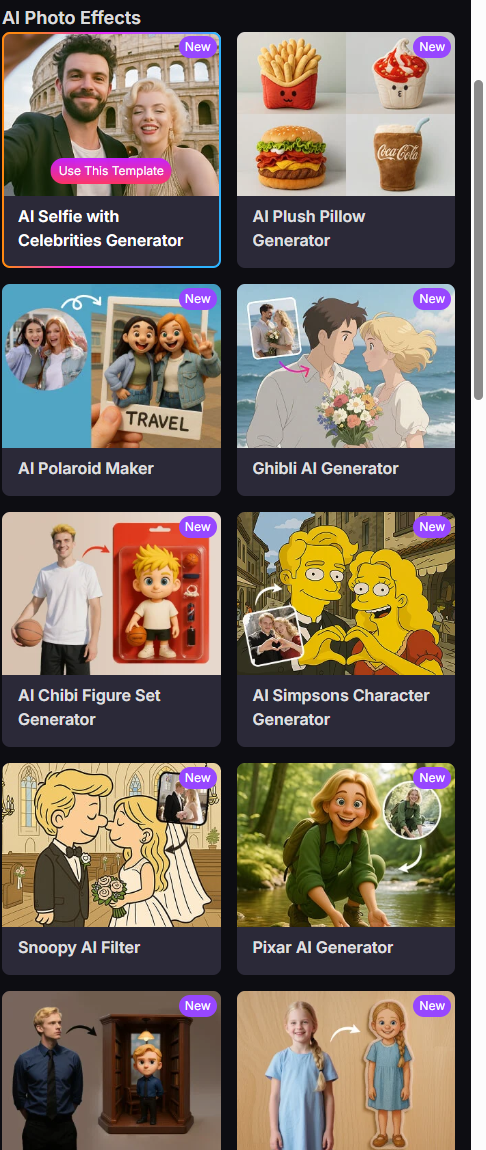 AI Photo Effects
New
New
Use This Template
Coca-Cola
AI Selfie with
Celebrities Generator
AI Plush Pillow
Generator
New
New
TRAVEL
AI Polaroid Maker
Ghibli AI Generator
New
New
AI Chibi Figure Set
Generator
AI Simpsons Character
Generator
New
New
Snoopy AI Filter
Pixar AI Generator
New
New